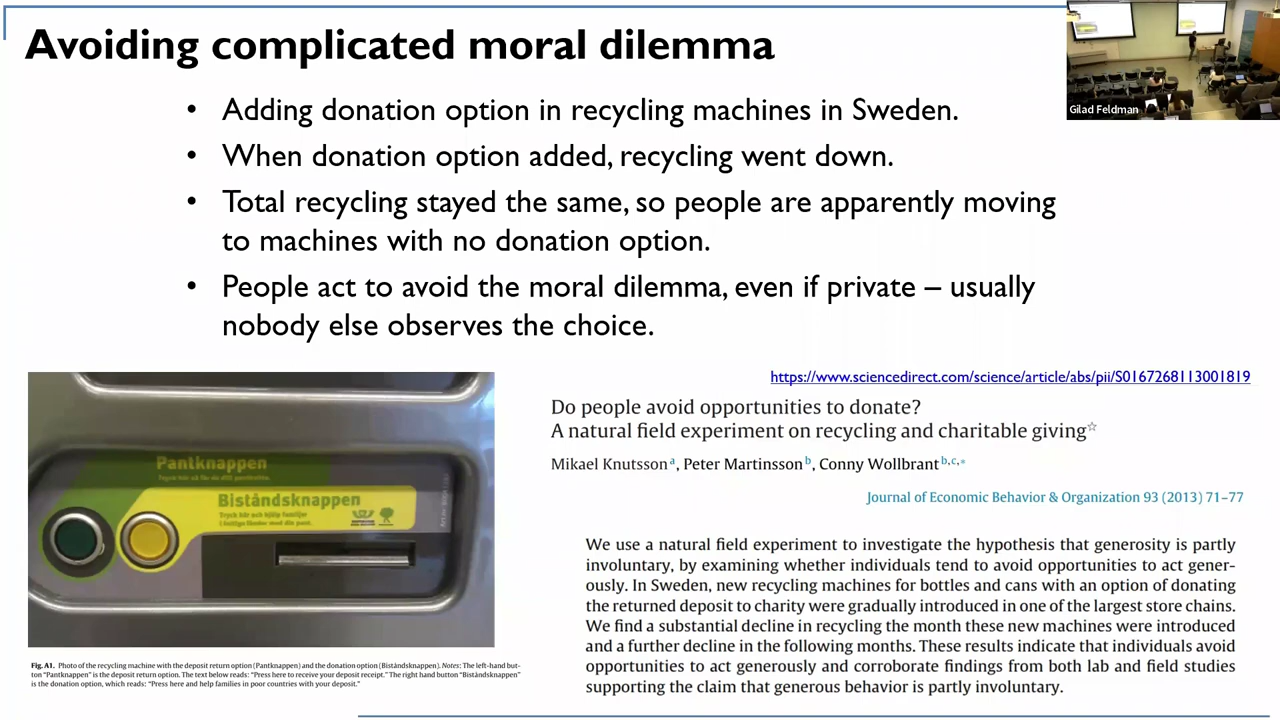 Avoiding complicated moral dilemma
Gilad Feldman
• Adding donation option in recycling machines in Sweden.
• When donation option added, recycling went down.
• Total recycling stayed the same, so people are apparently moving
to machines with no donation option.
• People act to avoid the moral dilemma, even if private – usually
nobody else observes the choice.
https://www.sciencedirect.com/science/article/abs/pii/S0167268113001819
Do people avoid opportunities to donate?
A natural field experiment on recycling and charitable giving☆
Mikael Knutsson a, Peter Martinsson b, Conny Wollbrant b,c,*
Journal of Economic Behavior & Organization 93 (2013) 71–77
We use a natural field experiment to investigate the hypothesis that generosity is partly
involuntary, by examining whether individuals tend to avoid opportunities to act gener-
ously. In Sweden, new recycling machines for bottles and cans with an option of donating
the returned deposit to charity were gradually introduced in one of the largest store chains.
We find a substantial decline in recycling the month these new machines were introduced
and a further decline in the following months. These results indicate that individuals avoid
opportunities to act generously and corroborate findings from both lab and field studies
supporting the claim that generous behavior is partly involuntary.
Pantknappen
Biståndsknappen
Tryck här och hjälp familjer
i fattiga länder med din pant.
Fig. A1. Photo of the recycling machine with the deposit return option (Pantknappen) and the donation option (Biståndsknappen). Notes: The left-hand but-
ton "Pantknappen" is the deposit return option. The text below reads: "Press here to receive your deposit receipt." The right hand button "Biståndsknappen"
is the donation option, which reads: "Press here and help families in poor countries with your deposit."